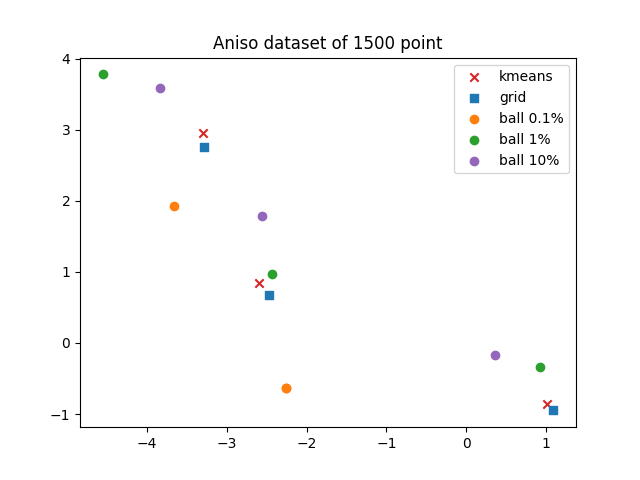 Aniso dataset of 1500 point
kmeans
grid
ball 0.1%
ball 1%
ball 10%
4
3
2
1
0
−1
−4
−3
−2
−1
0
1